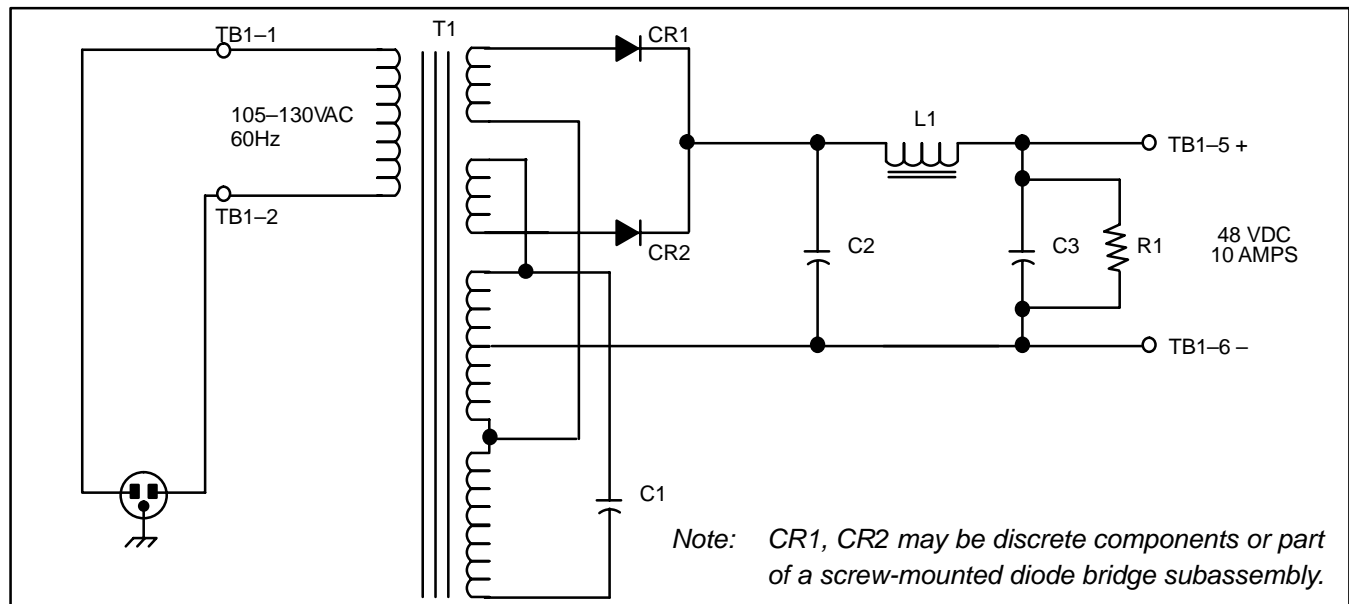 T1
TB1–1
CR1
105–130VAC
60Hz
L1
TB1–5 +
TB1–2
CR2
C2
C3
R1
48 VDC
10 AMPS
TB1–6 –
C1
Note: CR1, CR2 may be discrete components or part
of a screw-mounted diode bridge subassembly.